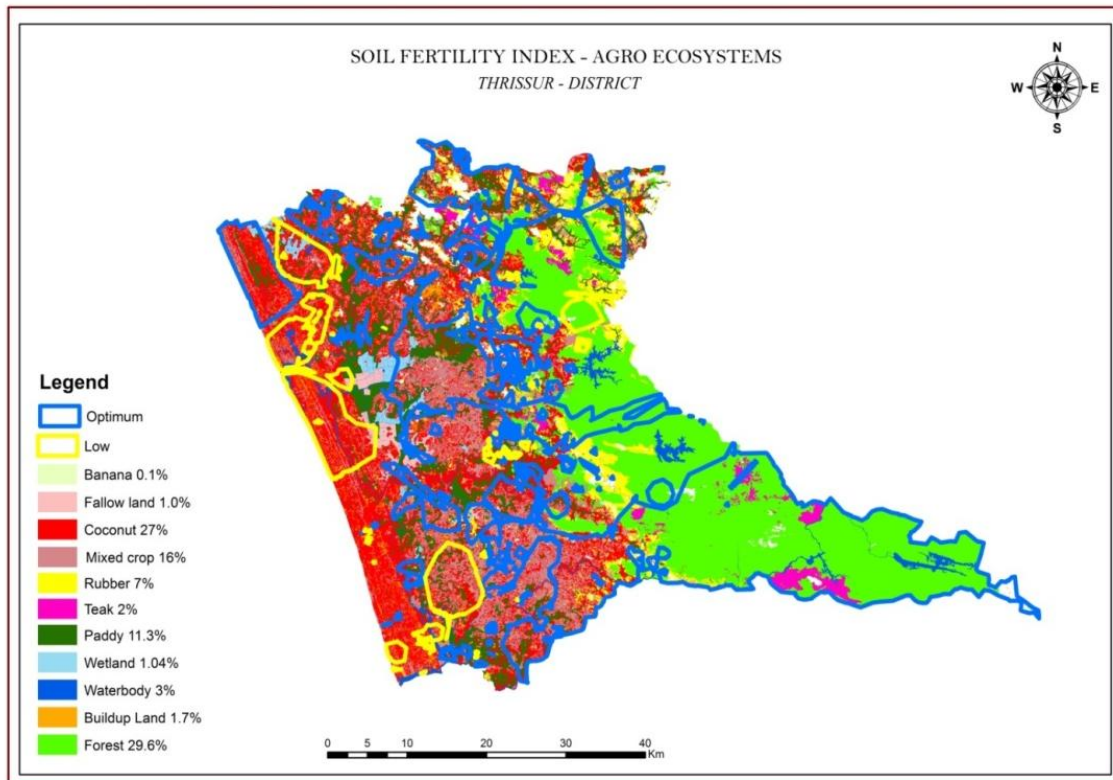 SOIL FERTILITY INDEX - AGRO ECOSYSTEMS
THRISSUR - DISTRICT
N
W E
S
Legend
Optimum
Low
Banana 0.1%
Fallow land 1.0%
Coconut 27%
Mixed crop 16%
Rubber 7%
Teak 2%
Paddy 11.3%
Wetland 1.04%
Waterbody 3%
Buildup Land 1.7%
Forest 29.6%
0 5 10 20 30 40
Km